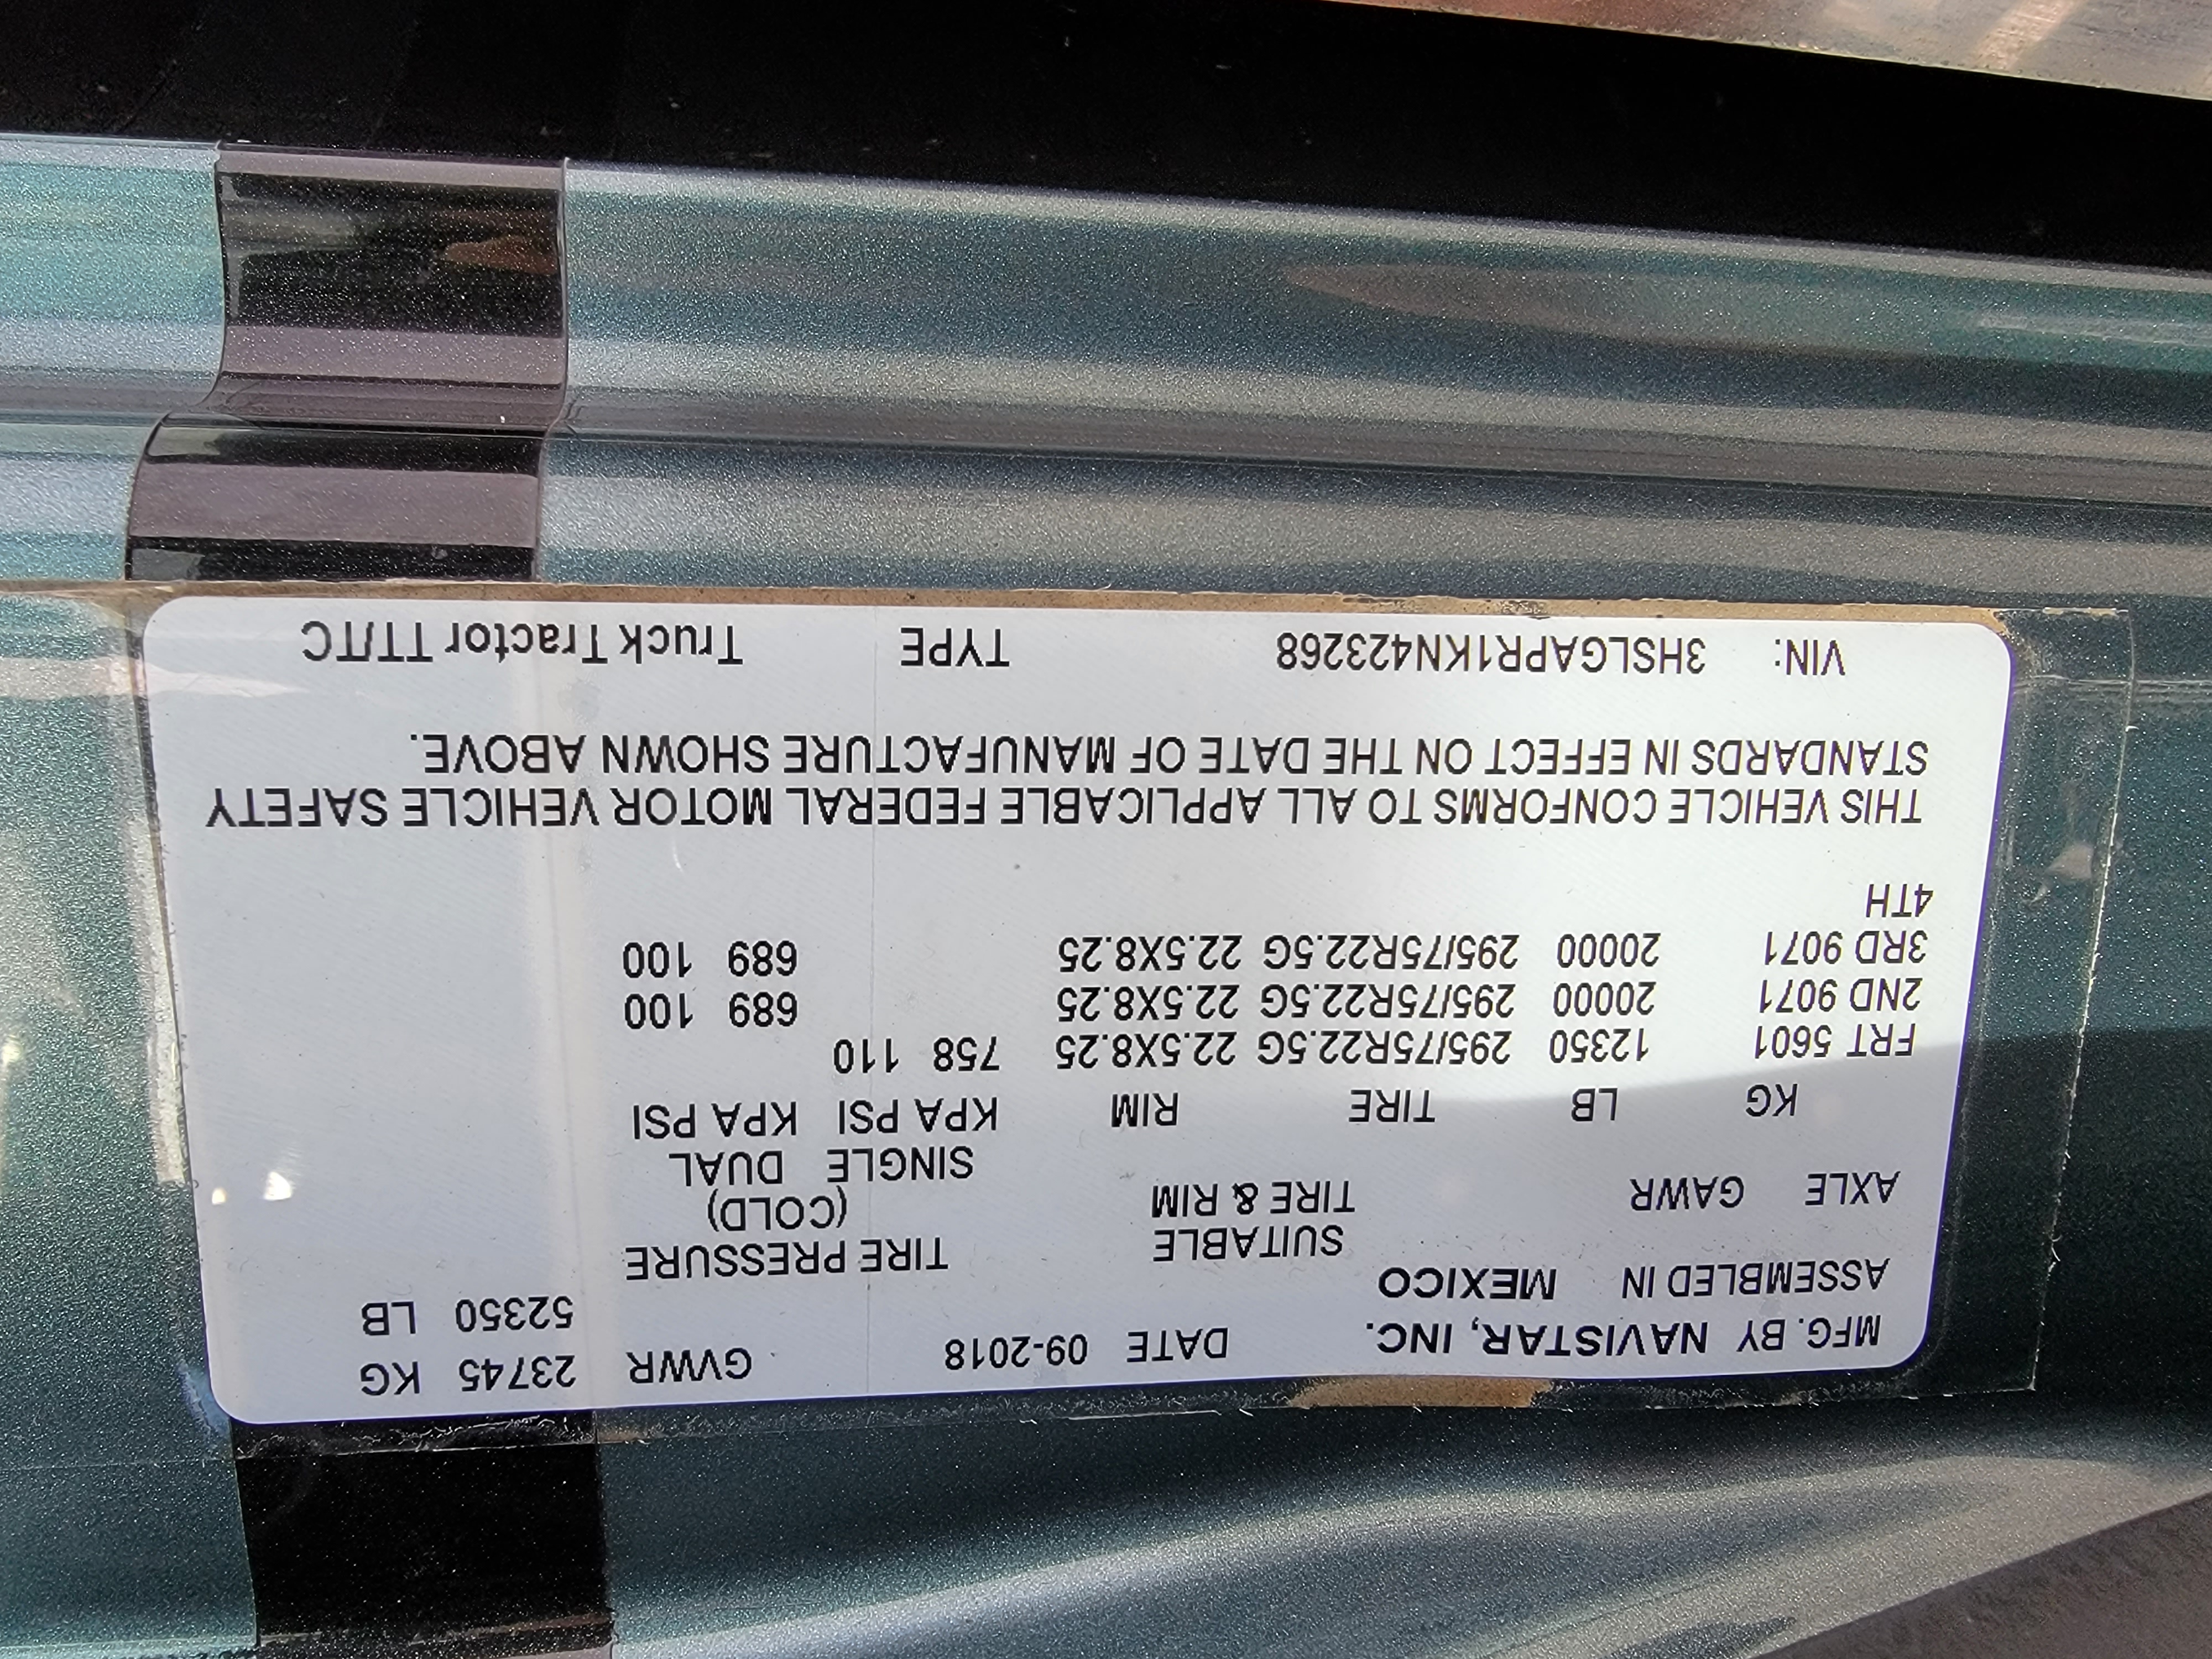 MFG. BY NAVISTAR, INC. DATE 09-2018 GVWR 23745 KG
ASSEMBLED IN MEXICO 52350 LB
SUITABLE TIRE PRESSURE
AXLE GAWR TIRE & RIM (COLD)
SINGLE DUAL
KG LB TIRE RIM KPA PSI KPA PSI
FRT 5601 12350 295/75R22.5G 22.5X8.25 758 110
2ND 9071 20000 295/75R22.5G 22.5X8.25 689 100
3RD 9071 20000 295/75R22.5G 22.5X8.25 689 100
4TH
THIS VEHICLE CONFORMS TO ALL APPLICABLE FEDERAL MOTOR VEHICLE SAFETY
STANDARDS IN EFFECT ON THE DATE OF MANUFACTURE SHOWN ABOVE.
VIN: 3HSLGAPR1KN423268 TYPE Truck Tractor TT/TC